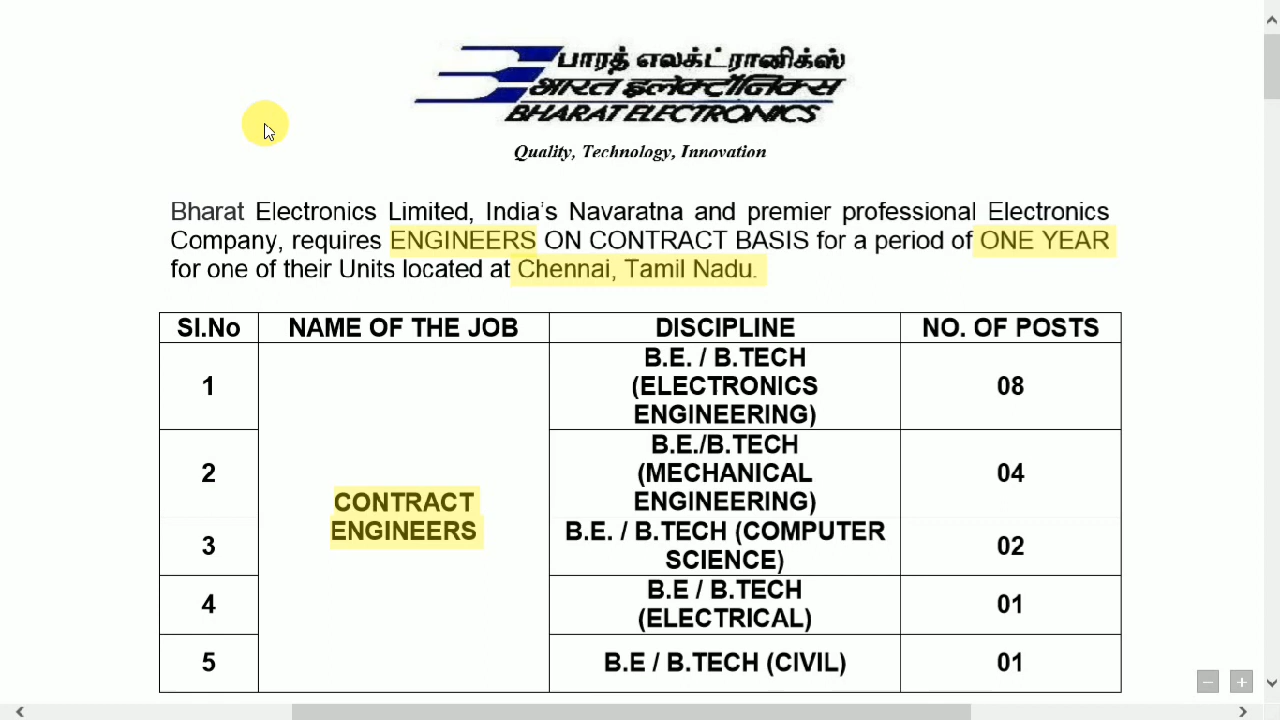 பாரத் எலக்ட்ரானிக்ஸ்
भारत इलेक्ट्रॉनिक्स
BHARAT ELECTRONICS
Quality, Technology, Innovation
Bharat Electronics Limited, India's Navaratna and premier professional Electronics
Company, requires ENGINEERS ON CONTRACT BASIS for a period of ONE YEAR
for one of their Units located at Chennai, Tamil Nadu.
Sl.No NAME OF THE JOB DISCIPLINE NO. OF POSTS
1 B.E. / B.TECH
(ELECTRONICS
ENGINEERING) 08
2 B.E./B.TECH
(MECHANICAL
ENGINEERING) 04
CONTRACT
ENGINEERS
3 B.E. / B.TECH (COMPUTER
SCIENCE) 02
4 B.E / B.TECH
(ELECTRICAL) 01
5 B.E / B.TECH (CIVIL) 01